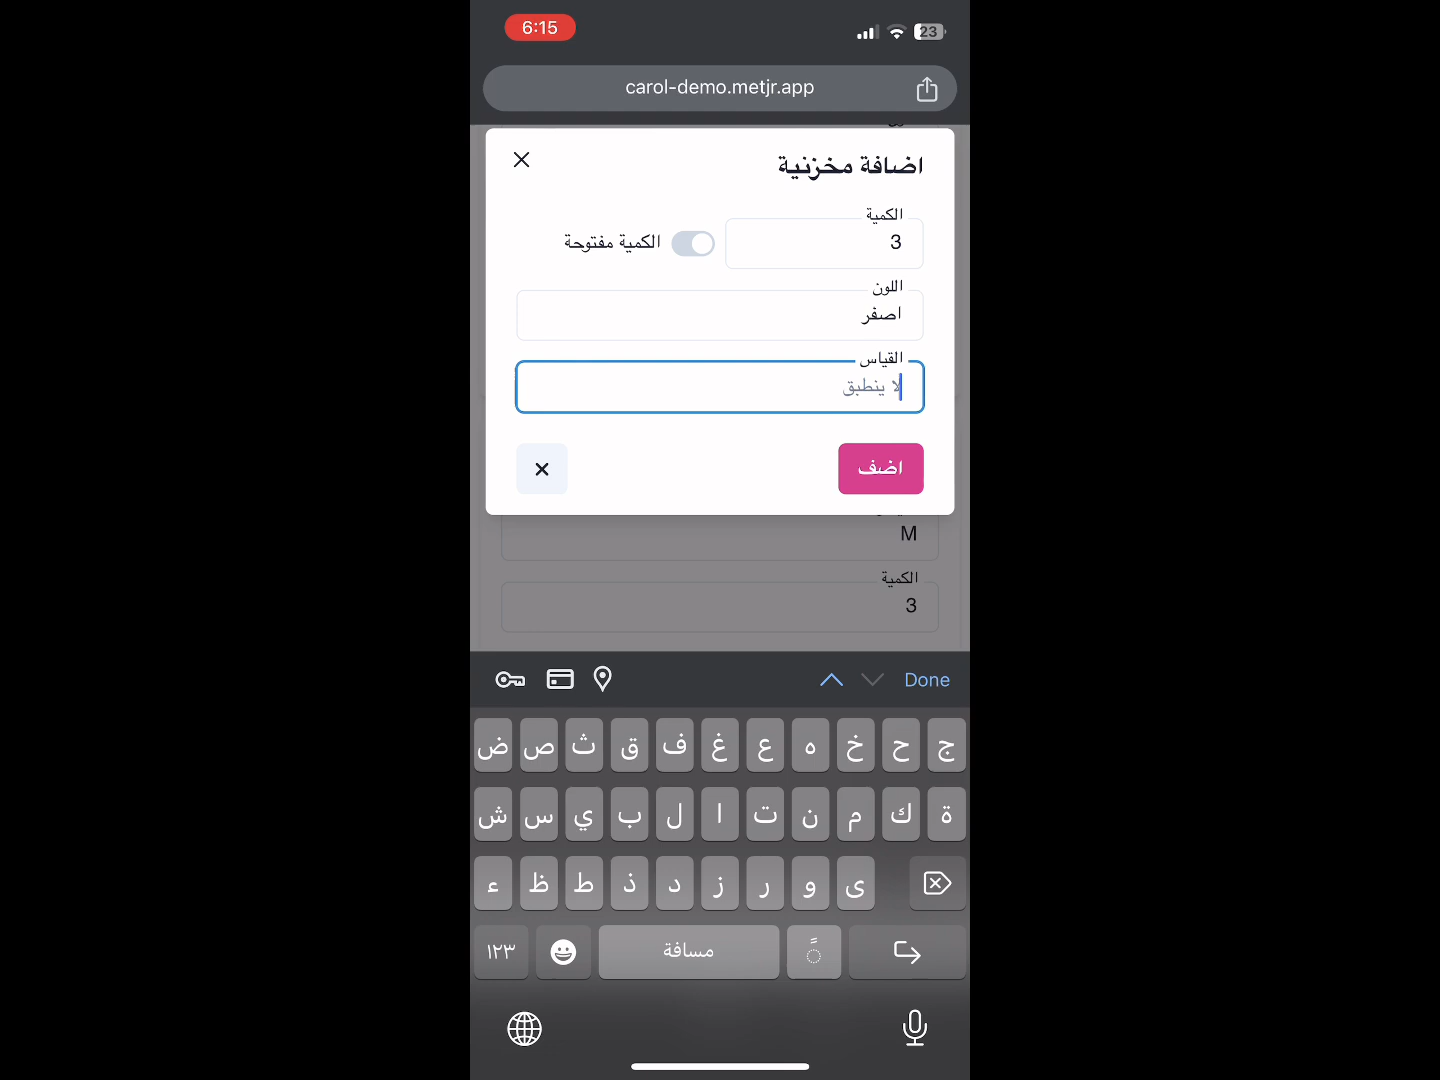 6:15
23
carol-demo.metjr.app
اضافة مخزنية
الكمية
3
الكمية مفتوحة
اللون
اصفر
القياس
لا ينطبق
اضف
M
الكمية
3
Done
ض ص ث ق ف غ ع ه خ ح ج
ش س ي ب ل ا ت ن م ك ة
ء ظ ط ذ د ز ر و ى
١٢٣
مسافة